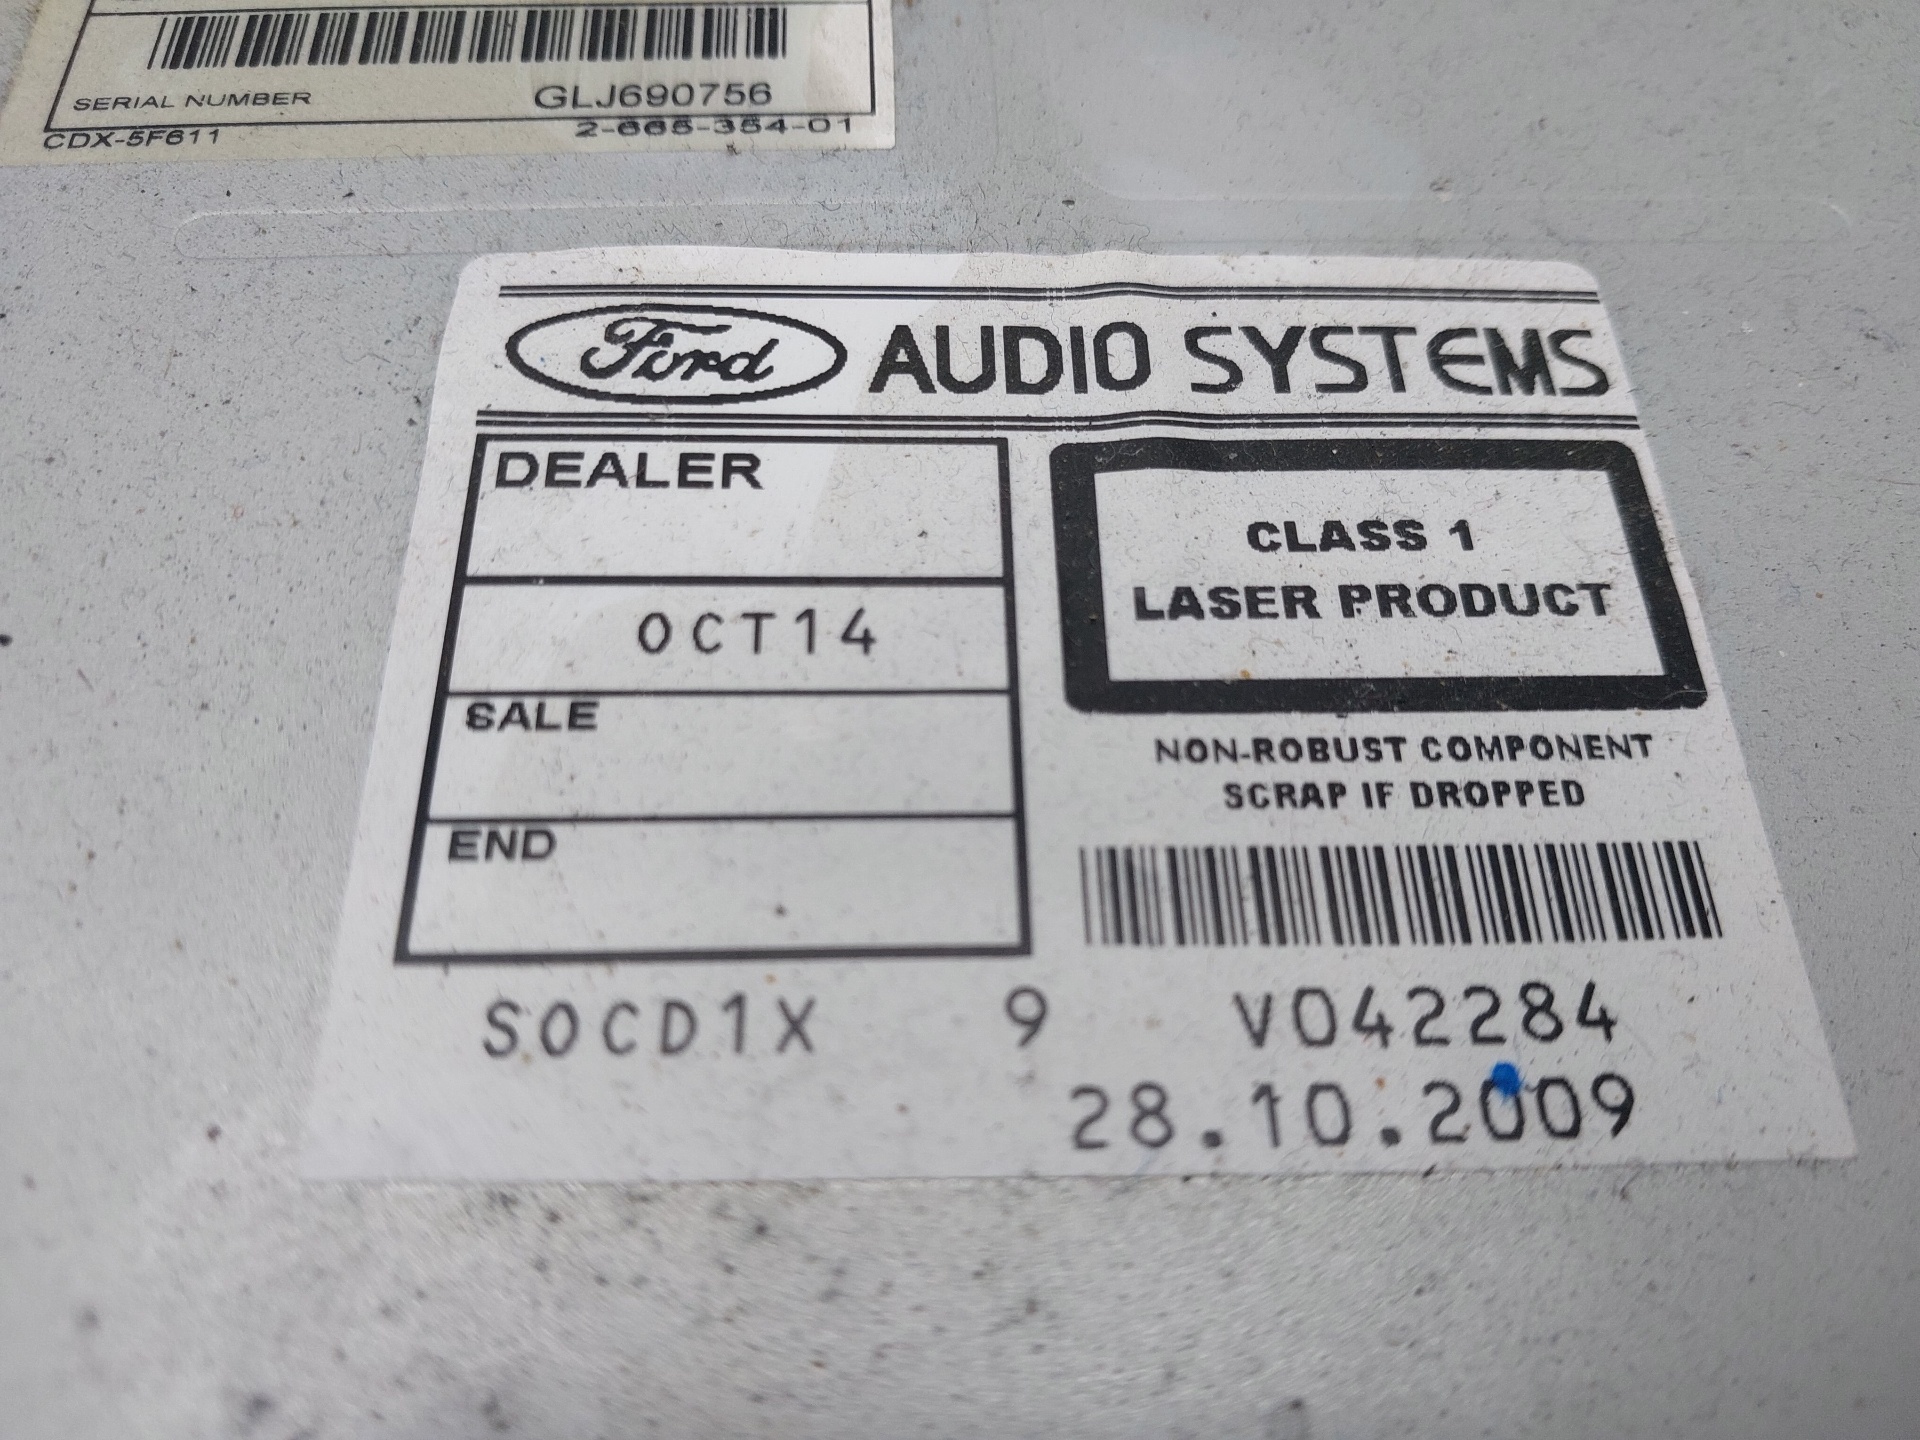 SERIAL NUMBER GLJ690756
CDX-5F611 2-665-354-01
Ford AUDIO SYSTEMS
DEALER
OCT14
SALE
END
CLASS 1
LASER PRODUCT
NON-ROBUST COMPONENT
SCRAP IF DROPPED
SOCD1X 9 V042284
28.10.2009